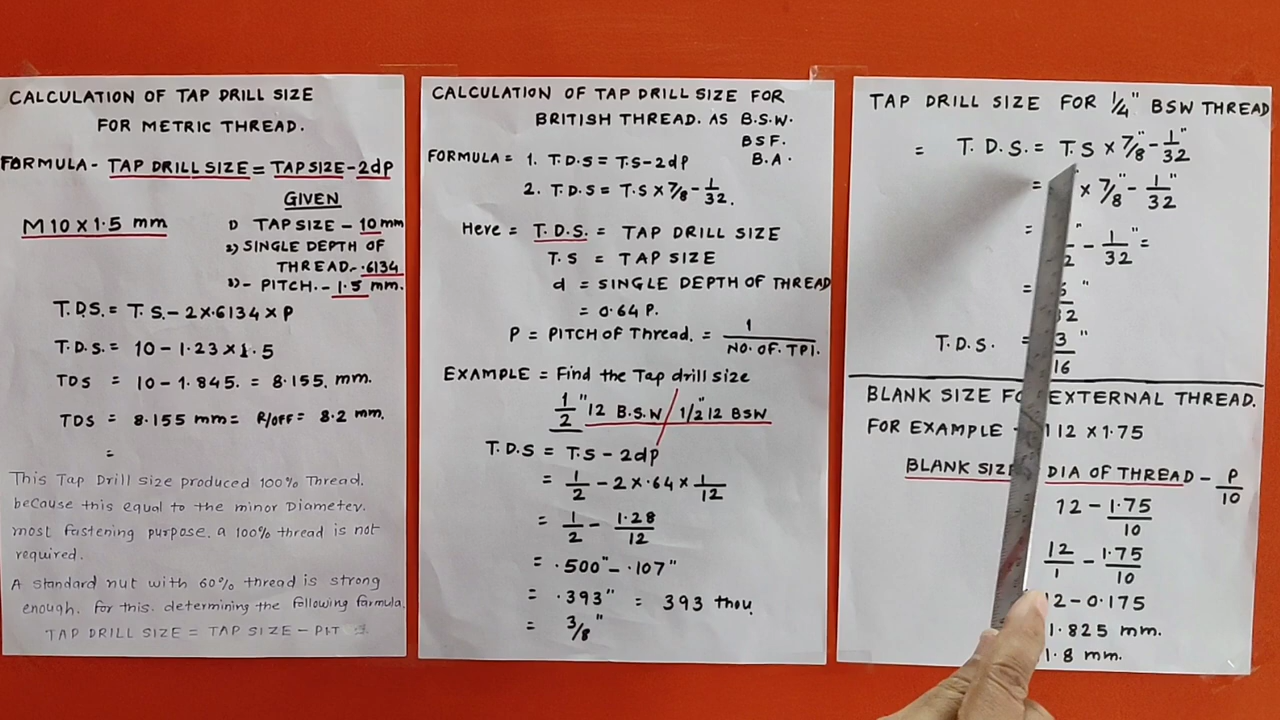 CALCULATION OF TAP DRILL SIZE
FOR METRIC THREAD.
FORMULA - TAP DRILL SIZE = TAP SIZE - 2dP
GIVEN
M10 x 1.5 mm
1) TAP SIZE - 10 mm
2) SINGLE DEPTH OF
THREAD - .6134
3) - PITCH. - 1.5 mm.
T.DS. = T.S. - 2 x .6134 x P
T.D.S. = 10 - 1.23 x 1.5
TDS = 10 - 1.845. = 8.155. mm.
TDS = 8.155 mm = R/OFF = 8.2 mm.
=
This Tap Drill size produced 100% Thread.
because this equal to the minor Diameter.
most fastening purpose. a 100% thread is not
required.
A standard nut with 60% thread is strong
enough. for this. determining the following formula.
TAP DRILL SIZE = TAP SIZE - PIT
CALCULATION OF TAP DRILL SIZE FOR
BRITISH THREAD. AS B.S.W.
BSF.
B.A.
FORMULA = 1. T.D.S = T.S - 2dp
2. T.D.S = T.S x 7/8 - 1/32.
HERE = T.D.S. = TAP DRILL SIZE
T.S = TAP SIZE
d = SINGLE DEPTH OF THREAD
= 0.64 P.
P = PITCH OF Thread. = 1/NO. OF. TPI.
EXAMPLE = Find the Tap drill size
1/2" 12 B.S.W / 1/2" 12 BSW
T.D.S = T.S - 2dp
= 1/2 - 2 x .64 x 1/12
= 1/2 - 1.28/12
= .500" - .107"
= .393" = 393 thou.
= 3/8"
TAP DRILL SIZE FOR 1/4" BSW THREAD
= T.D.S. = T.S x 7/8" - 1/32"
= " x 7/8" - 1/32"
= " - 1/32" =
= "
T.D.S. = 3/16"
BLANK SIZE EXTERNAL THREAD.
FOR EXAMPLE 12 x 1.75
BLANK SIZE DIA OF THREAD - P/10
12 - 1.75/10
12/1 - 1.75/10
12 - 0.175
1.825 mm.
1.8 mm.